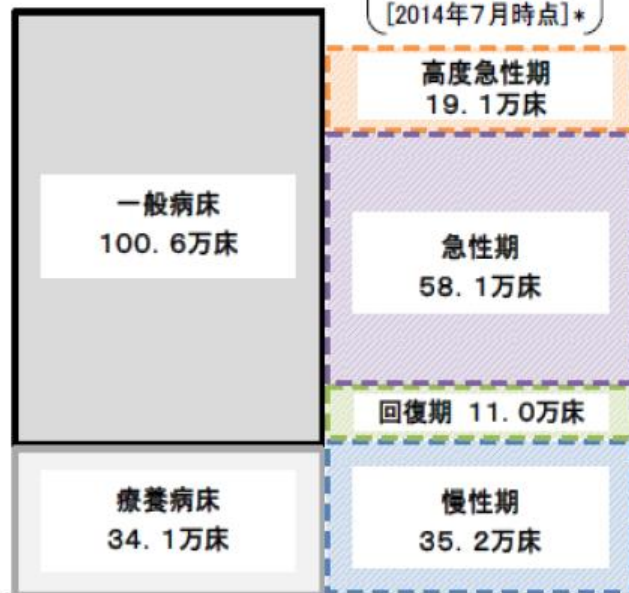 [2014年7月時点]*
高度急性期
19.1万床
一般病床
100.6万床
急性期
58.1万床
回復期 11.0万床
療養病床
34.1万床
慢性期
35.2万床